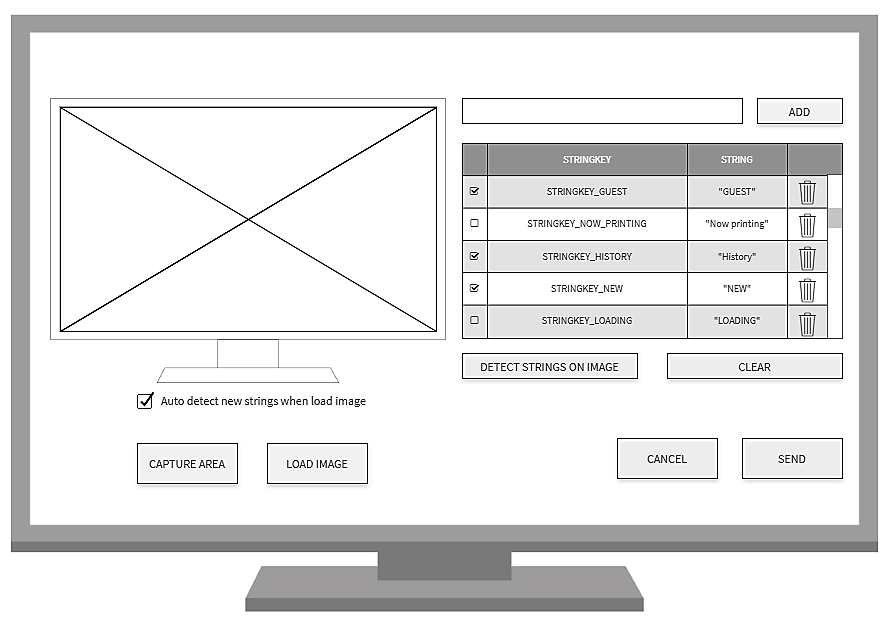 ADD
STRINGKEY STRING
STRINGKEY_GUEST "GUEST"
STRINGKEY_NOW_PRINTING "Now printing"
STRINGKEY_HISTORY "History"
STRINGKEY_NEW "NEW"
STRINGKEY_LOADING "LOADING"
DETECT STRINGS ON IMAGE CLEAR
Auto detect new strings when load image
CAPTURE AREA LOAD IMAGE CANCEL SEND